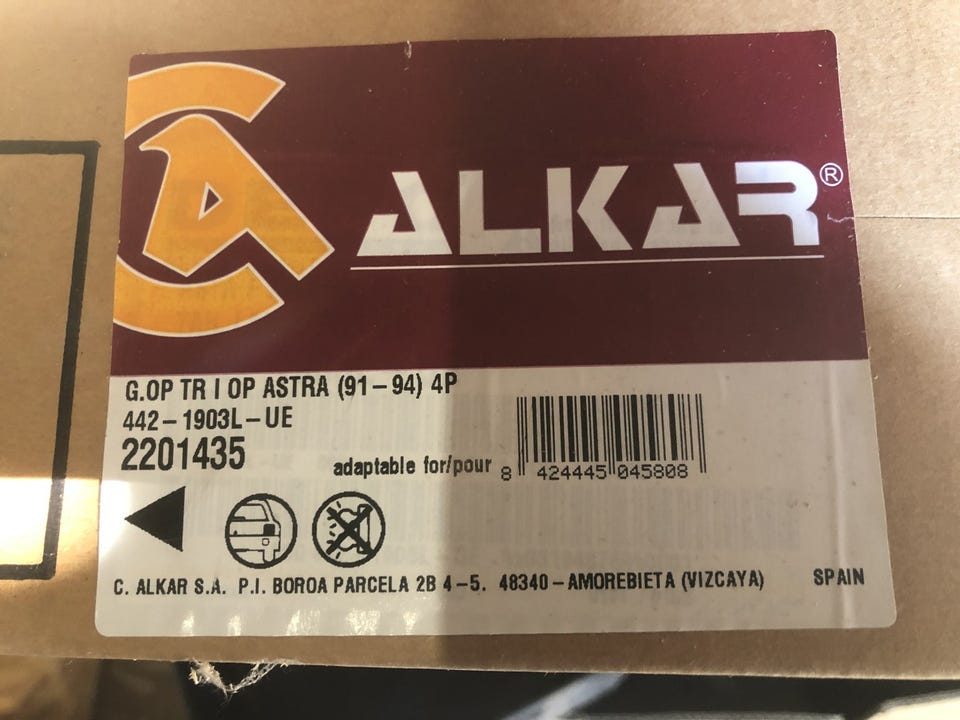 ALKAR®
G.OP TR I OP ASTRA (91-94) 4P
442-1903L-UE
2201435
adaptable for/pour
8 424445 045808
C. ALKAR S.A. P.I. BOROA PARCELA 2B 4-5. 48340-AMOREBIETA (VIZCAYA) SPAIN